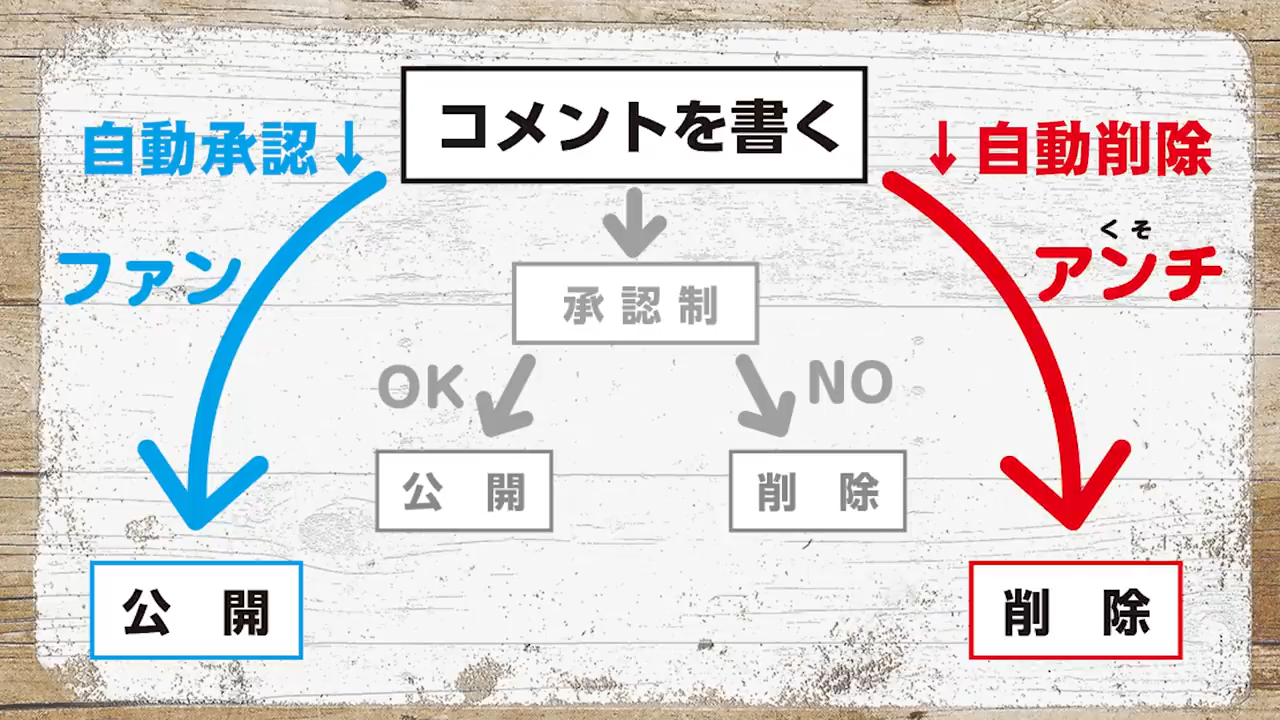 コメントを書く
自動承認↓
↓自動削除
くそ
ファン
アンチ
承認制
OK
NO
公開
削除
公開
削除